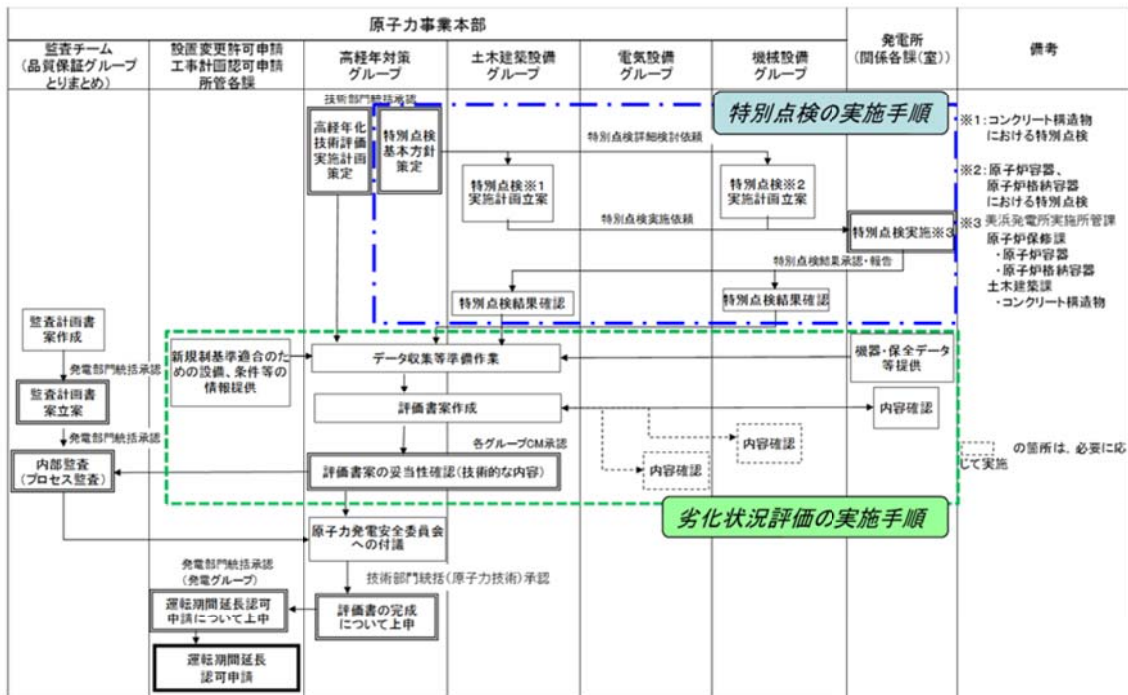 原子力事業本部
監査チーム
(品質保証グループ
とりまとめ)
設置変更許可申請
工事計画認可申請
所管各課
高経年対策
グループ
土木建築設備
グループ
電気設備
グループ
機械設備
グループ
発電所
(関係各課(室))
備考
技術部門統括承認
特別点検の実施手順
高経年化
技術評価
実施計画
策定
特別点検
基本方針
策定
特別点検詳細検討依頼
特別点検※1
実施計画立案
特別点検※2
実施計画立案
特別点検実施依頼
特別点検実施※3
特別点検結果承認・報告
特別点検結果確認
特別点検結果確認
※1:コンクリート構造物
における特別点検
※2:原子炉容器、
原子炉格納容器
における特別点検
※3 美浜発電所実施所管課
原子炉保修課
・原子炉容器
・原子炉格納容器
土木建築課
・コンクリート構造物
監査計画書
案作成
発電部門統括承認
監査計画書
案立案
発電部門統括承認
内部監査
(プロセス監査)
新規制基準適合のた
めの設備、条件等の
情報提供
データ収集等準備作業
機器・保全データ
等提供
評価書案作成
内容確認
内容確認
内容確認
各グループCM承認
評価書案の妥当性確認(技術的な内容)
の箇所は、必要に応
じて実施
劣化状況評価の実施手順
原子力発電安全委員会
への付議
発電部門統括承認
(発電グループ)
技術部門統括(原子力技術)承認
運転期間延長認可
申請について上申
評価書の完成
について上申
運転期間延長
認可申請